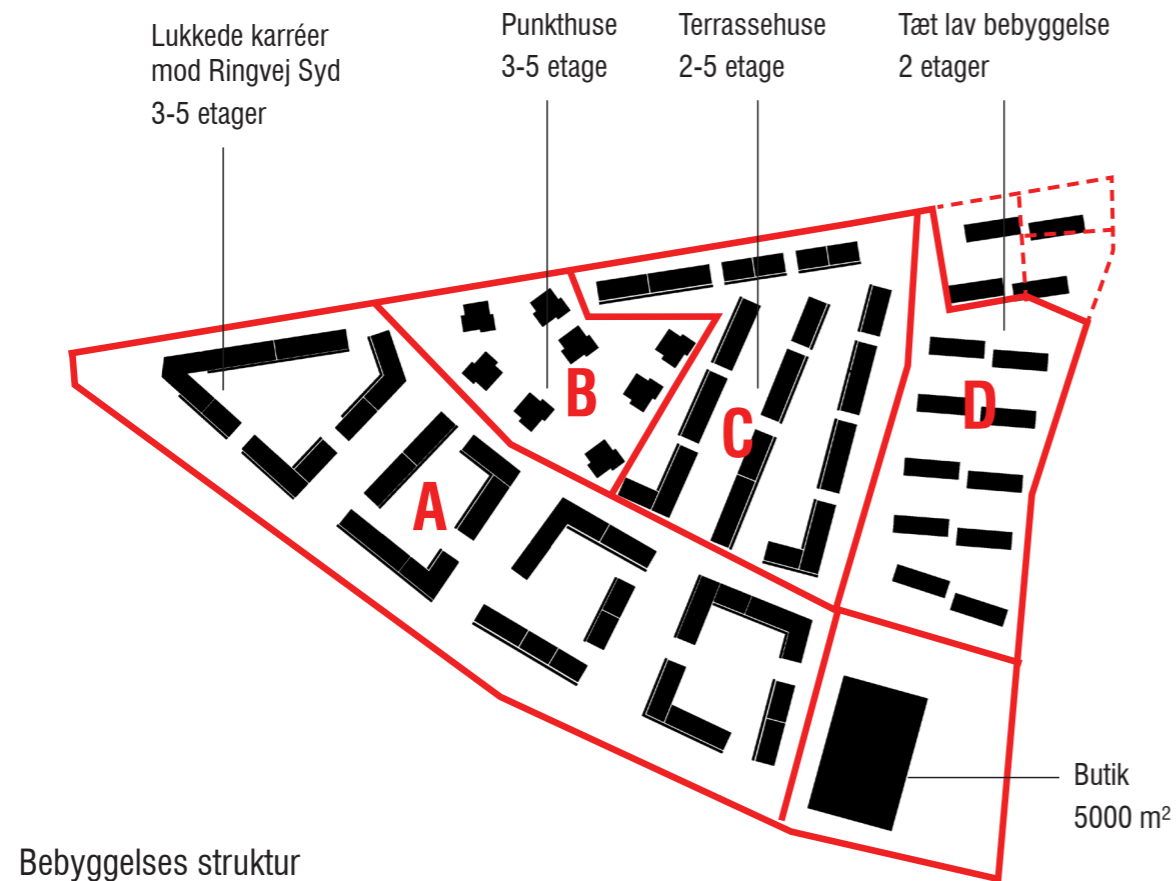 Lukkede karréer
mod Ringvej Syd
3-5 etager
Punkthuse
3-5 etage
Terrassehuse
2-5 etage
Tæt lav bebyggelse
2 etager
B
D
C
A
Butik
5000 m²
Bebyggelses struktur